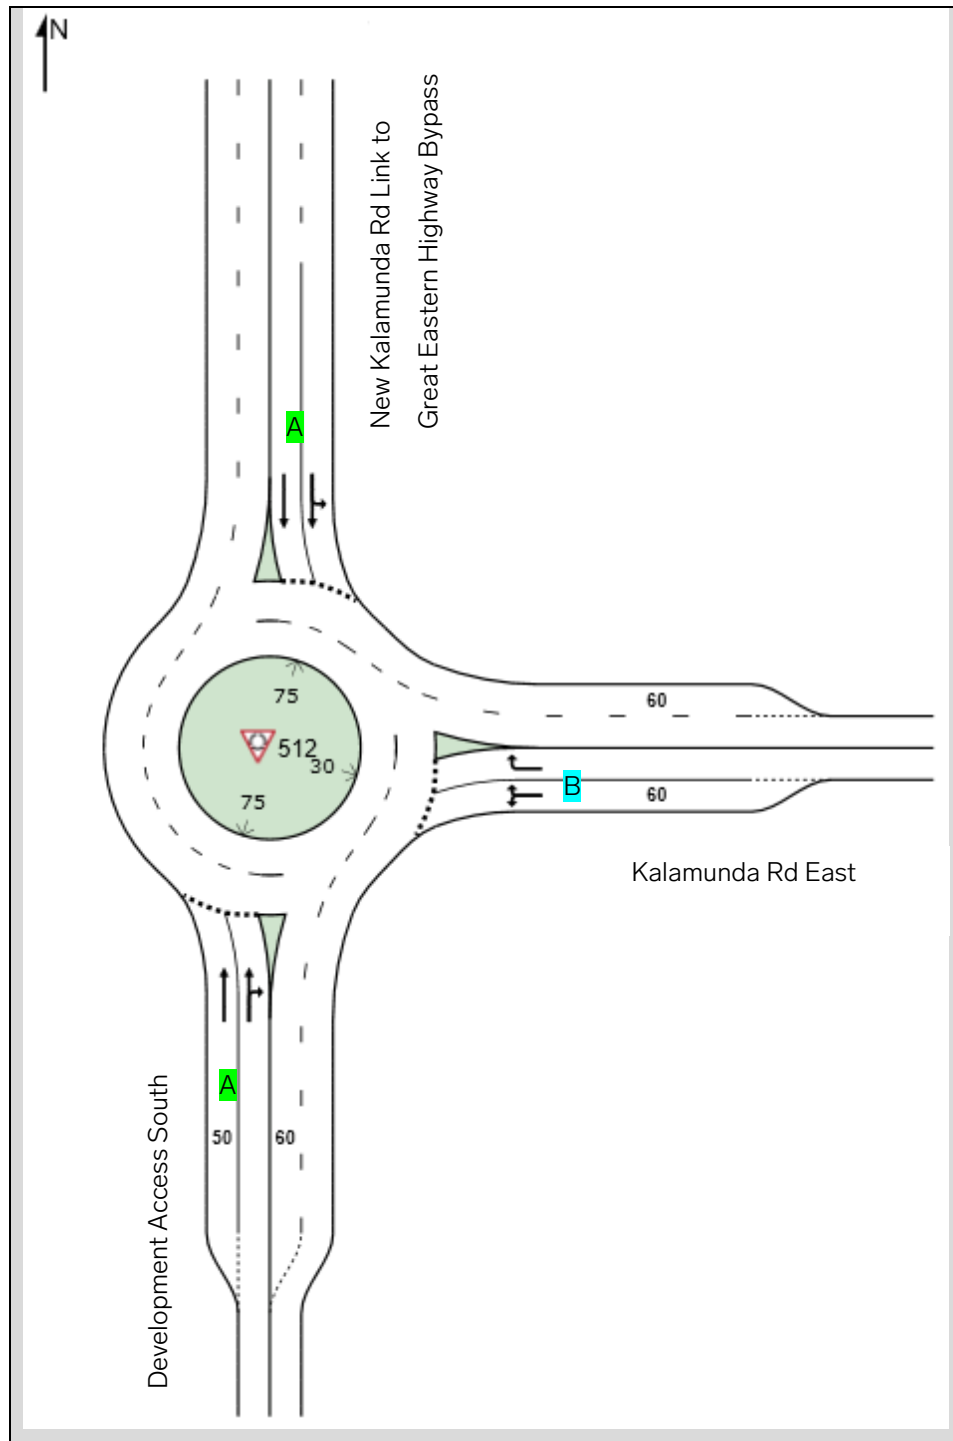 N
New Kalamunda Rd Link to
Great Eastern Highway Bypass
A
75
60
512
30
75
B
60
Kalamunda Rd East
A
50
60
Development Access South